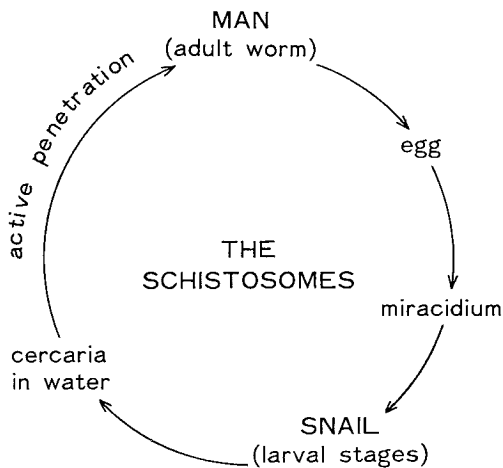 MAN
(adult worm)
egg
miracidium
SNAIL
(larval stages)
cercaria
in water
active penetration
THE
SCHISTOSOMES